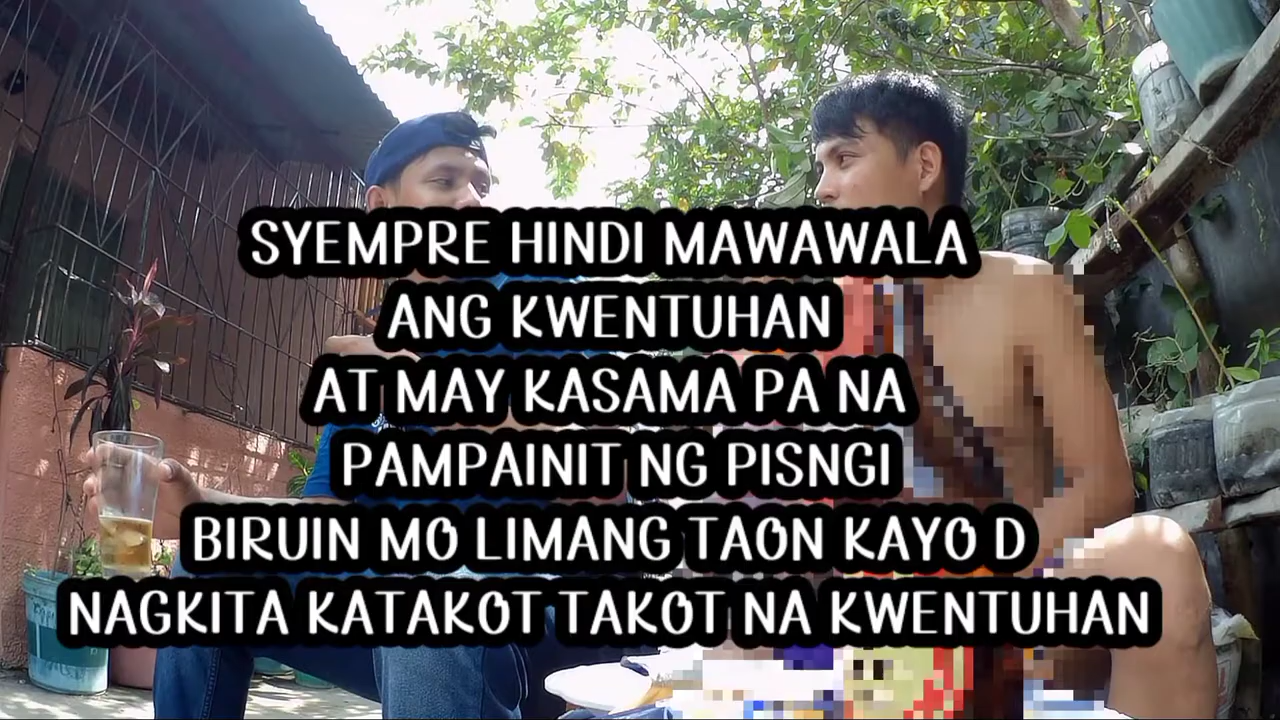 SYEMPRE HINDI MAWAWALA
ANG KWENTUHAN
AT MAY KASAMA PA NA
PAMPAINIT NG PISNGI
BIRUIN MO LIMANG TAON KAYO D
NAGKITA KATAKOT TAKOT NA KWENTUHAN